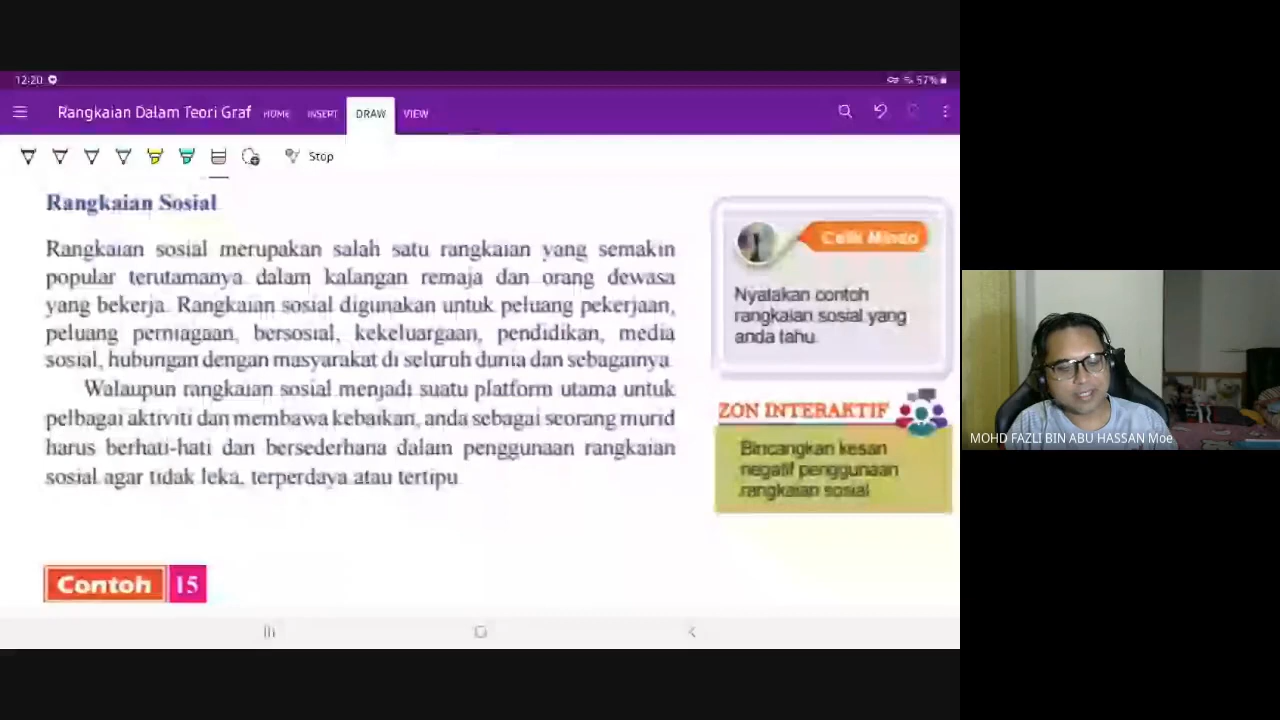 12:20
57%
Rangkaian Dalam Teori Graf HOME INSERT DRAW VIEW
Stop
Rangkaian Sosial
Rangkaian sosial merupakan salah satu rangkaian yang semakin
popular terutamanya dalam kalangan remaja dan orang dewasa
yang bekerja. Rangkaian sosial digunakan untuk peluang pekerjaan,
peluang perniagaan, bersosial, kekeluargaan, pendidikan, media
sosial, hubungan dengan masyarakat di seluruh dunia dan sebagainya.
Walaupun rangkaian sosial menjadi suatu platform utama untuk
pelbagai aktiviti dan membawa kebaikan, anda sebagai seorang murid
harus berhati-hati dan bersederhana dalam penggunaan rangkaian
sosial agar tidak leka, terperdaya atau tertipu.
Celik Minda
Nyatakan contoh
rangkaian sosial yang
anda tahu.
ZON INTERAKTIF
Bincangkan kesan
negatif penggunaan
rangkaian sosial
Contoh 15
MOHD FAZLI BIN ABU HASSAN Moe